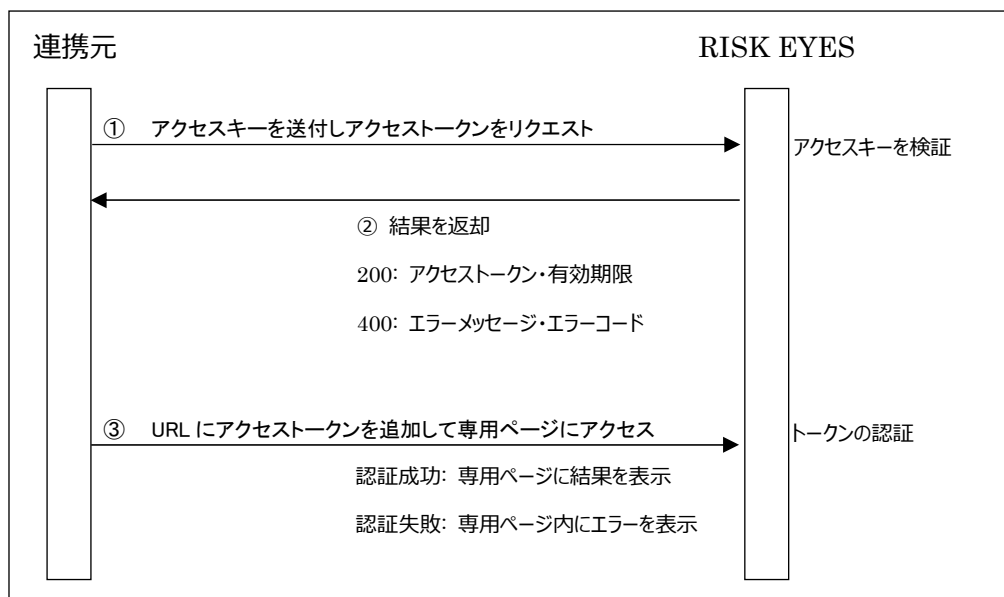 連携元
RISK EYES
① アクセスキーを送付しアクセストークンをリクエスト
アクセスキーを検証
② 結果を返却
200: アクセストークン・有効期限
400: エラーメッセージ・エラーコード
③ URL にアクセストークンを追加して専用ページにアクセス
トークンの認証
認証成功: 専用ページに結果を表示
認証失敗: 専用ページ内にエラーを表示